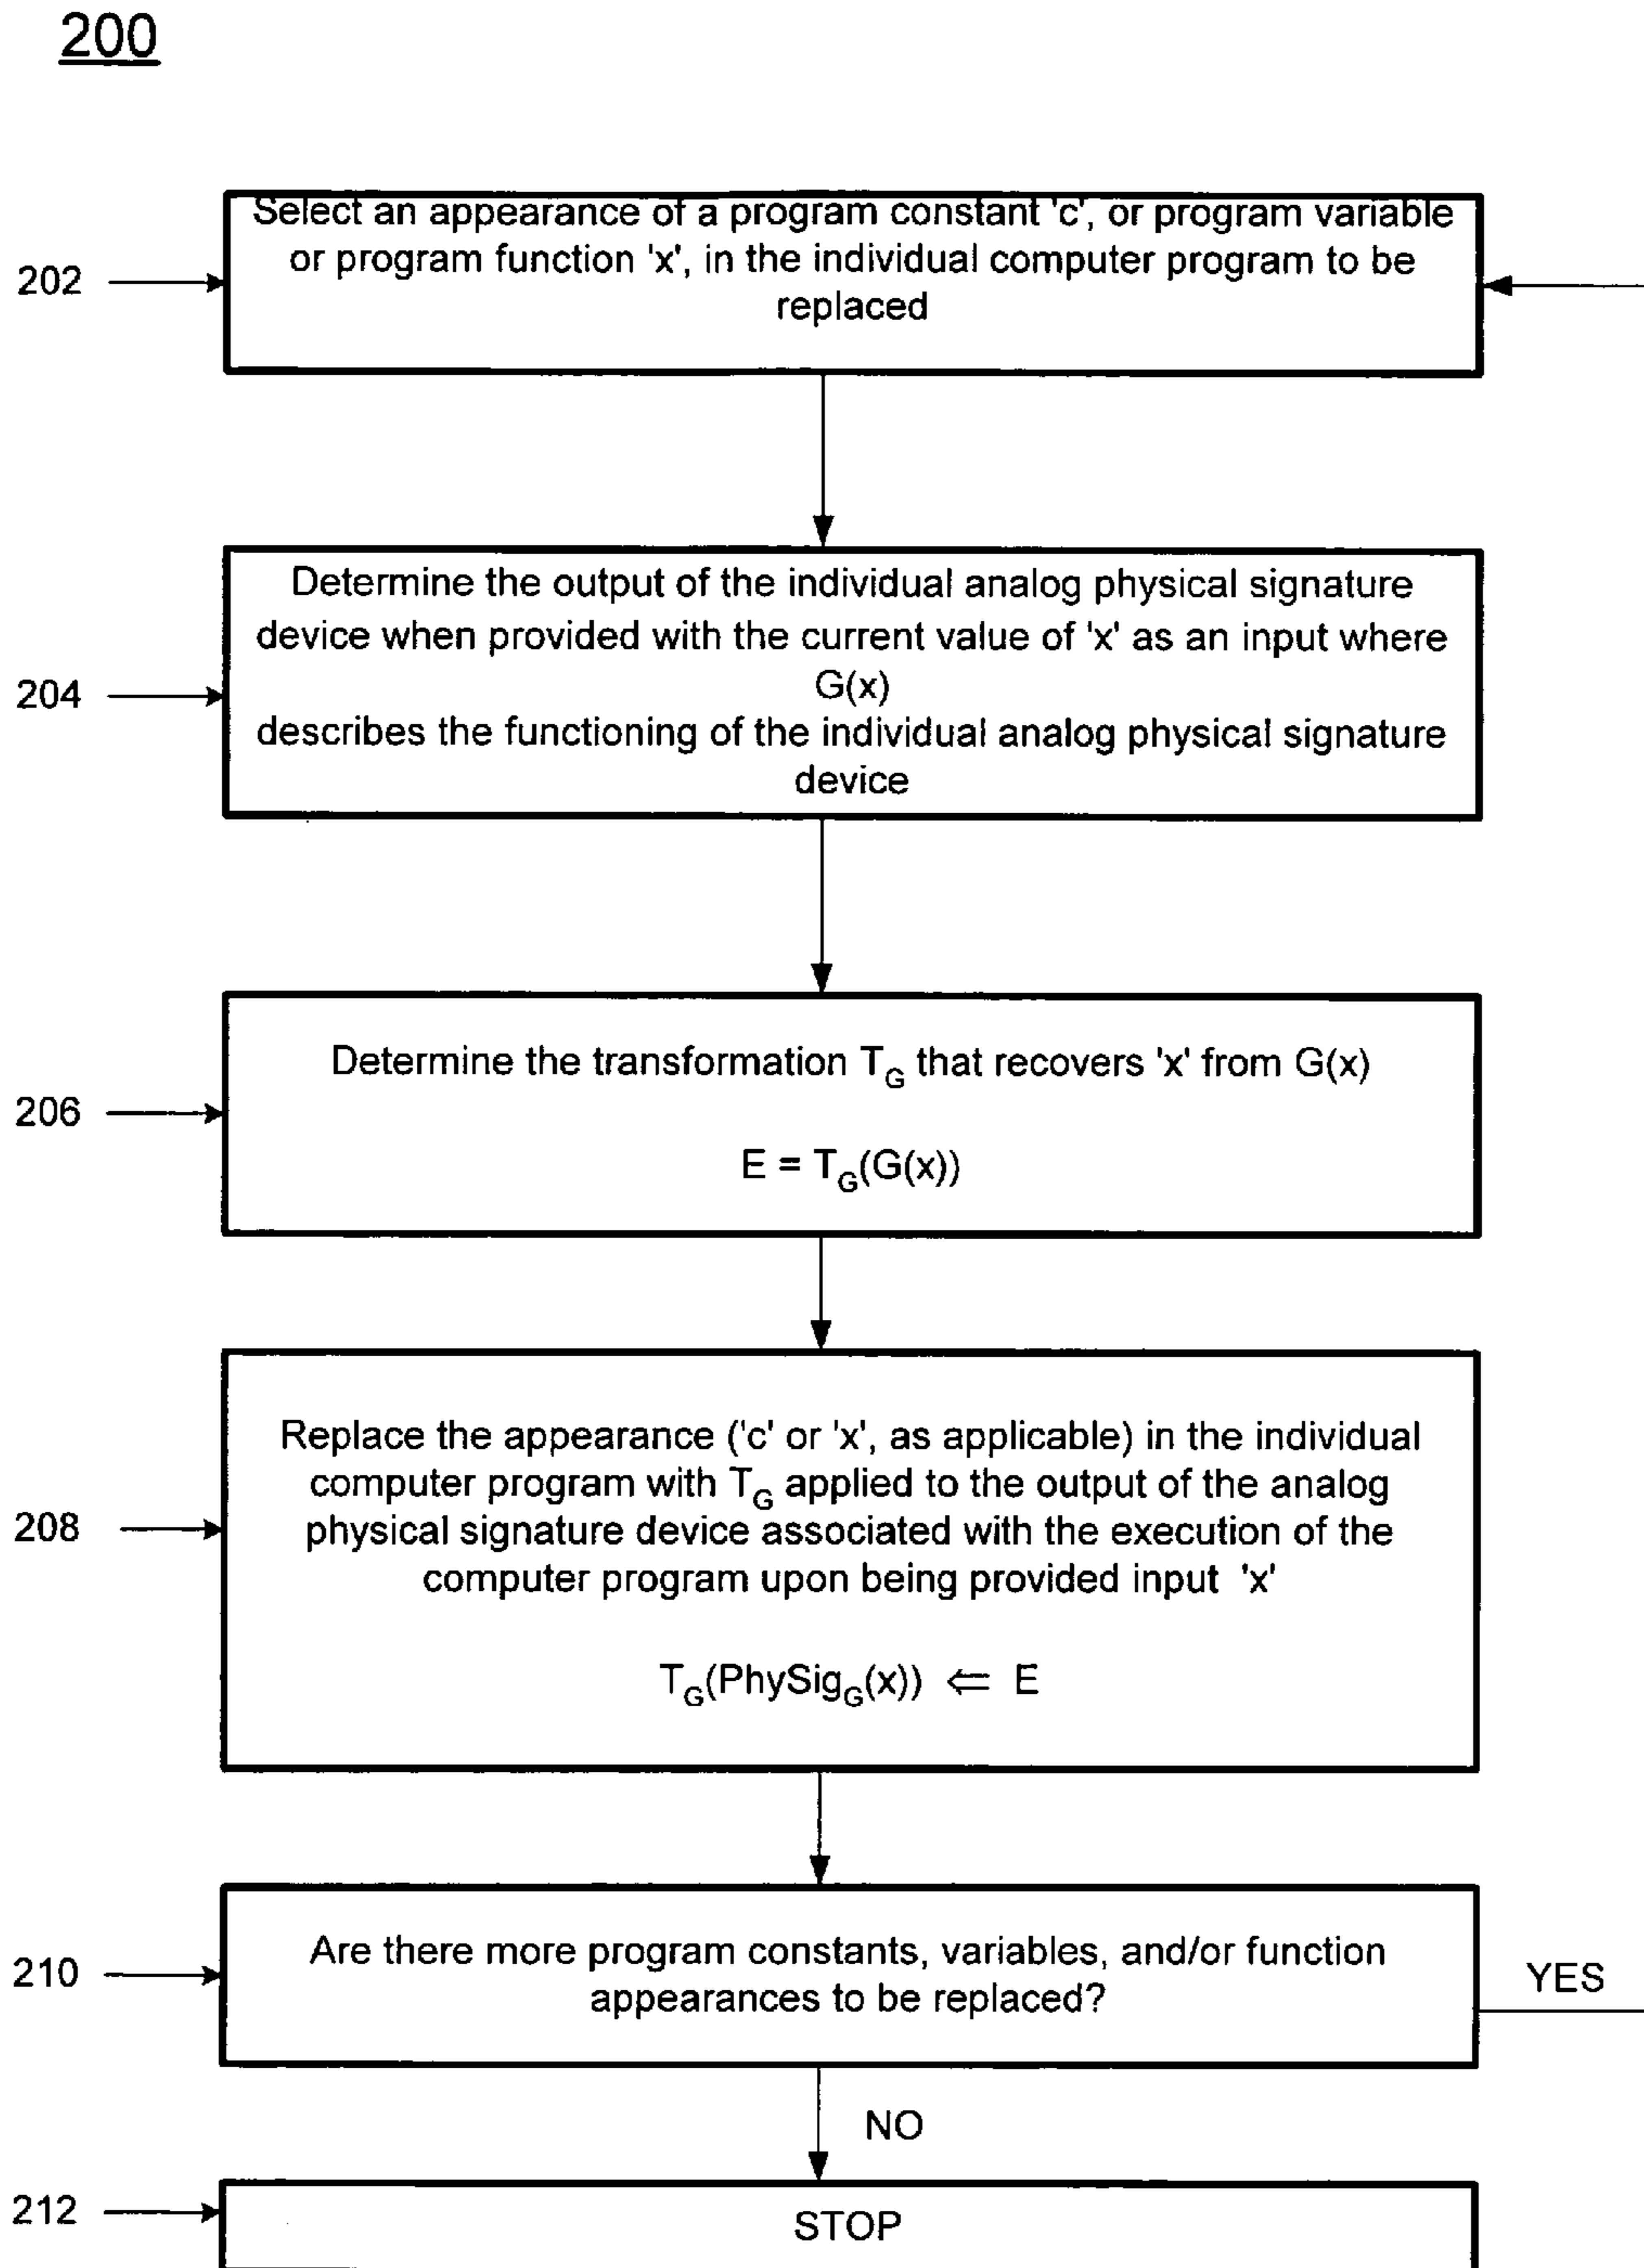 200
202
Select an appearance of a program constant 'c', or program variable
or program function 'x', in the individual computer program to be
replaced
204
Determine the output of the individual analog physical signature
device when provided with the current value of 'x' as an input where
G(x)
describes the functioning of the individual analog physical signature
device
206
Determine the transformation T_G that recovers 'x' from G(x)
E = T_G(G(x))
208
Replace the appearance ('c' or 'x', as applicable) in the individual
computer program with T_G applied to the output of the analog
physical signature device associated with the execution of the
computer program upon being provided input 'x'
T_G(PhySig_G(x)) ⇐ E
210
Are there more program constants, variables, and/or function
appearances to be replaced?
YES
NO
212
STOP